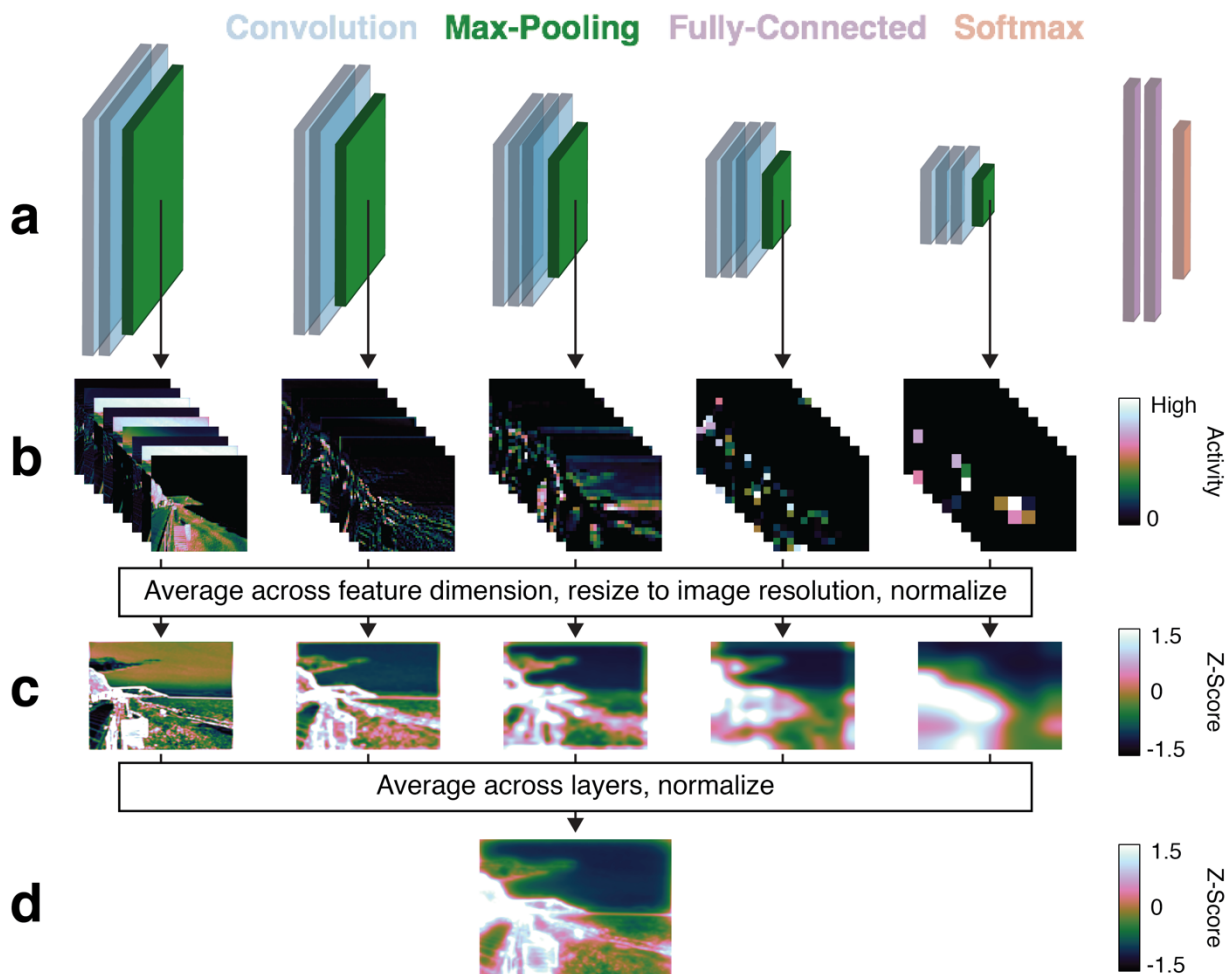 Convolution Max-Pooling Fully-Connected Softmax
a
b
High
0
Activity
Average across feature dimension, resize to image resolution, normalize
c
1.5
0
-1.5
Z-Score
Average across layers, normalize
d
1.5
0
-1.5
Z-Score